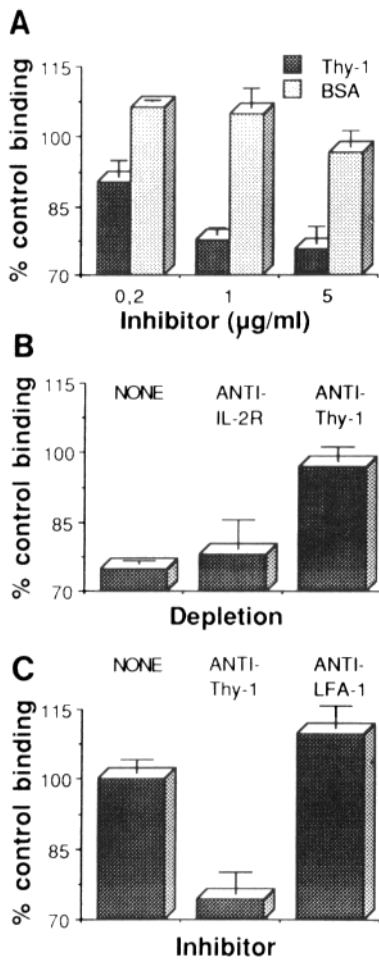 A
% control binding
115
100
85
70
Thy-1
BSA
0,2 1 5
Inhibitor (µg/ml)
B
% control binding
115
100
85
70
NONE ANTI- ANTI-
IL-2R Thy-1
Depletion
C
% control binding
115
100
85
70
NONE ANTI- ANTI-
Thy-1 LFA-1
Inhibitor